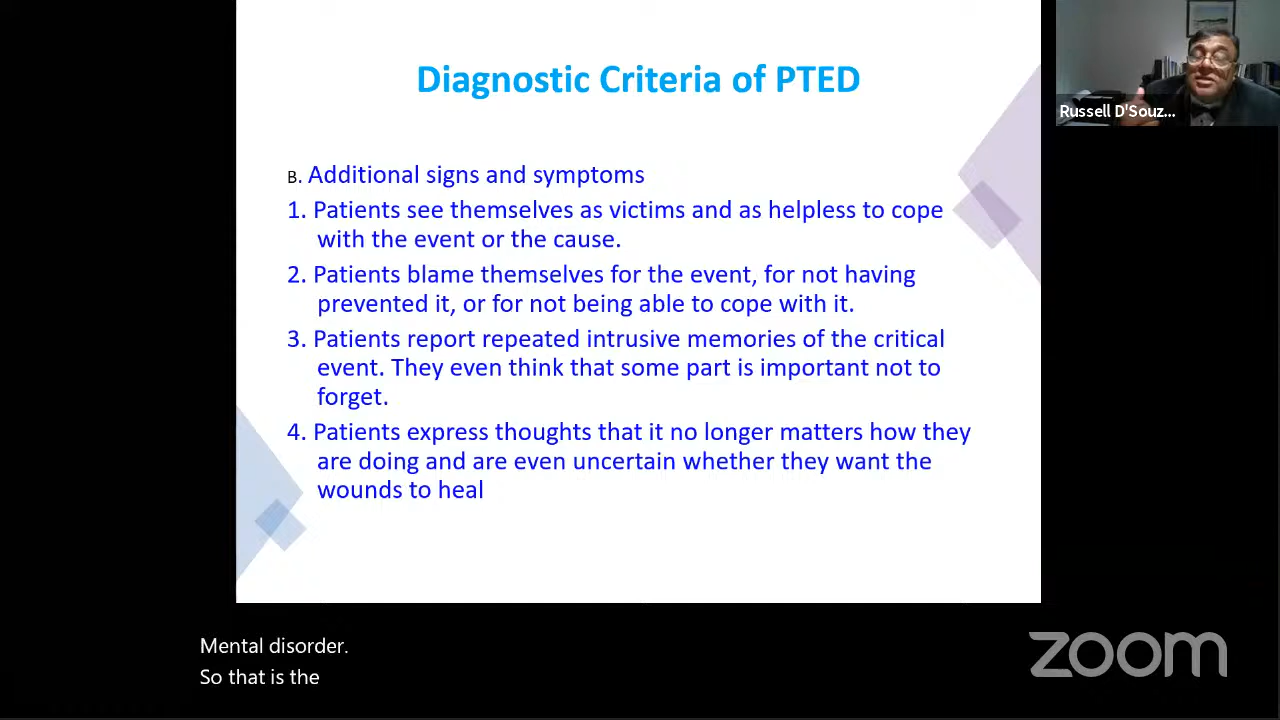 Diagnostic Criteria of PTED
Russell D'Souz...
B. Additional signs and symptoms
1. Patients see themselves as victims and as helpless to cope
with the event or the cause.
2. Patients blame themselves for the event, for not having
prevented it, or for not being able to cope with it.
3. Patients report repeated intrusive memories of the critical
event. They even think that some part is important not to
forget.
4. Patients express thoughts that it no longer matters how they
are doing and are even uncertain whether they want the
wounds to heal
Mental disorder.
So that is the
zoom